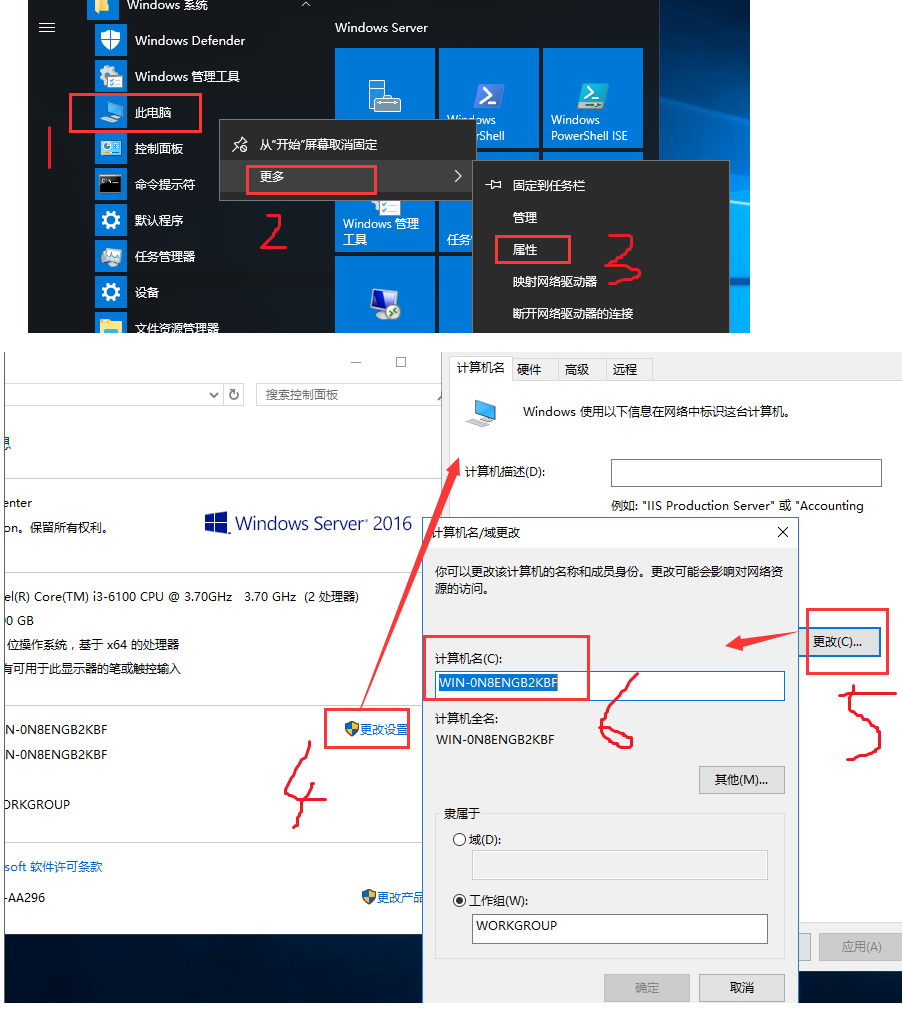 Windows 系统
Windows Server
Windows Defender
Windows 管理工具
此电脑
控制面板
命令提示符
默认程序
任务管理器
设备
文件资源管理器
Windows
PowerShell ISE
Windows 管理
工具
从"开始"屏幕取消固定
更多
固定到任务栏
管理
属性
映射网络驱动器
断开网络驱动器的连接
1
2
3
搜索控制面板
enter
on。保留所有权利。
Windows Server 2016
el(R) Core(TM) i3-6100 CPU @ 3.70GHz 3.70 GHz (2 处理器)
0 GB
位操作系统，基于 x64 的处理器
有可用于此显示器的笔或触控输入
N-0N8ENGB2KBF
更改设置
N-0N8ENGB2KBF
ORKGROUP
4
soft 软件许可条款
-AA296
更改产品
计算机名
硬件
高级
远程
Windows 使用以下信息在网络中标识这台计算机。
计算机描述(D):
例如: "IIS Production Server" 或 "Accounting
更改(C)...
5
应用(A)
计算机名/域更改
你可以更改该计算机的名称和成员身份。更改可能会影响对网络资
源的访问。
计算机名(C):
WIN-0N8ENGB2KBF
6
计算机全名:
WIN-0N8ENGB2KBF
其他(M)...
隶属于
域(D):
工作组(W):
WORKGROUP
确定
取消